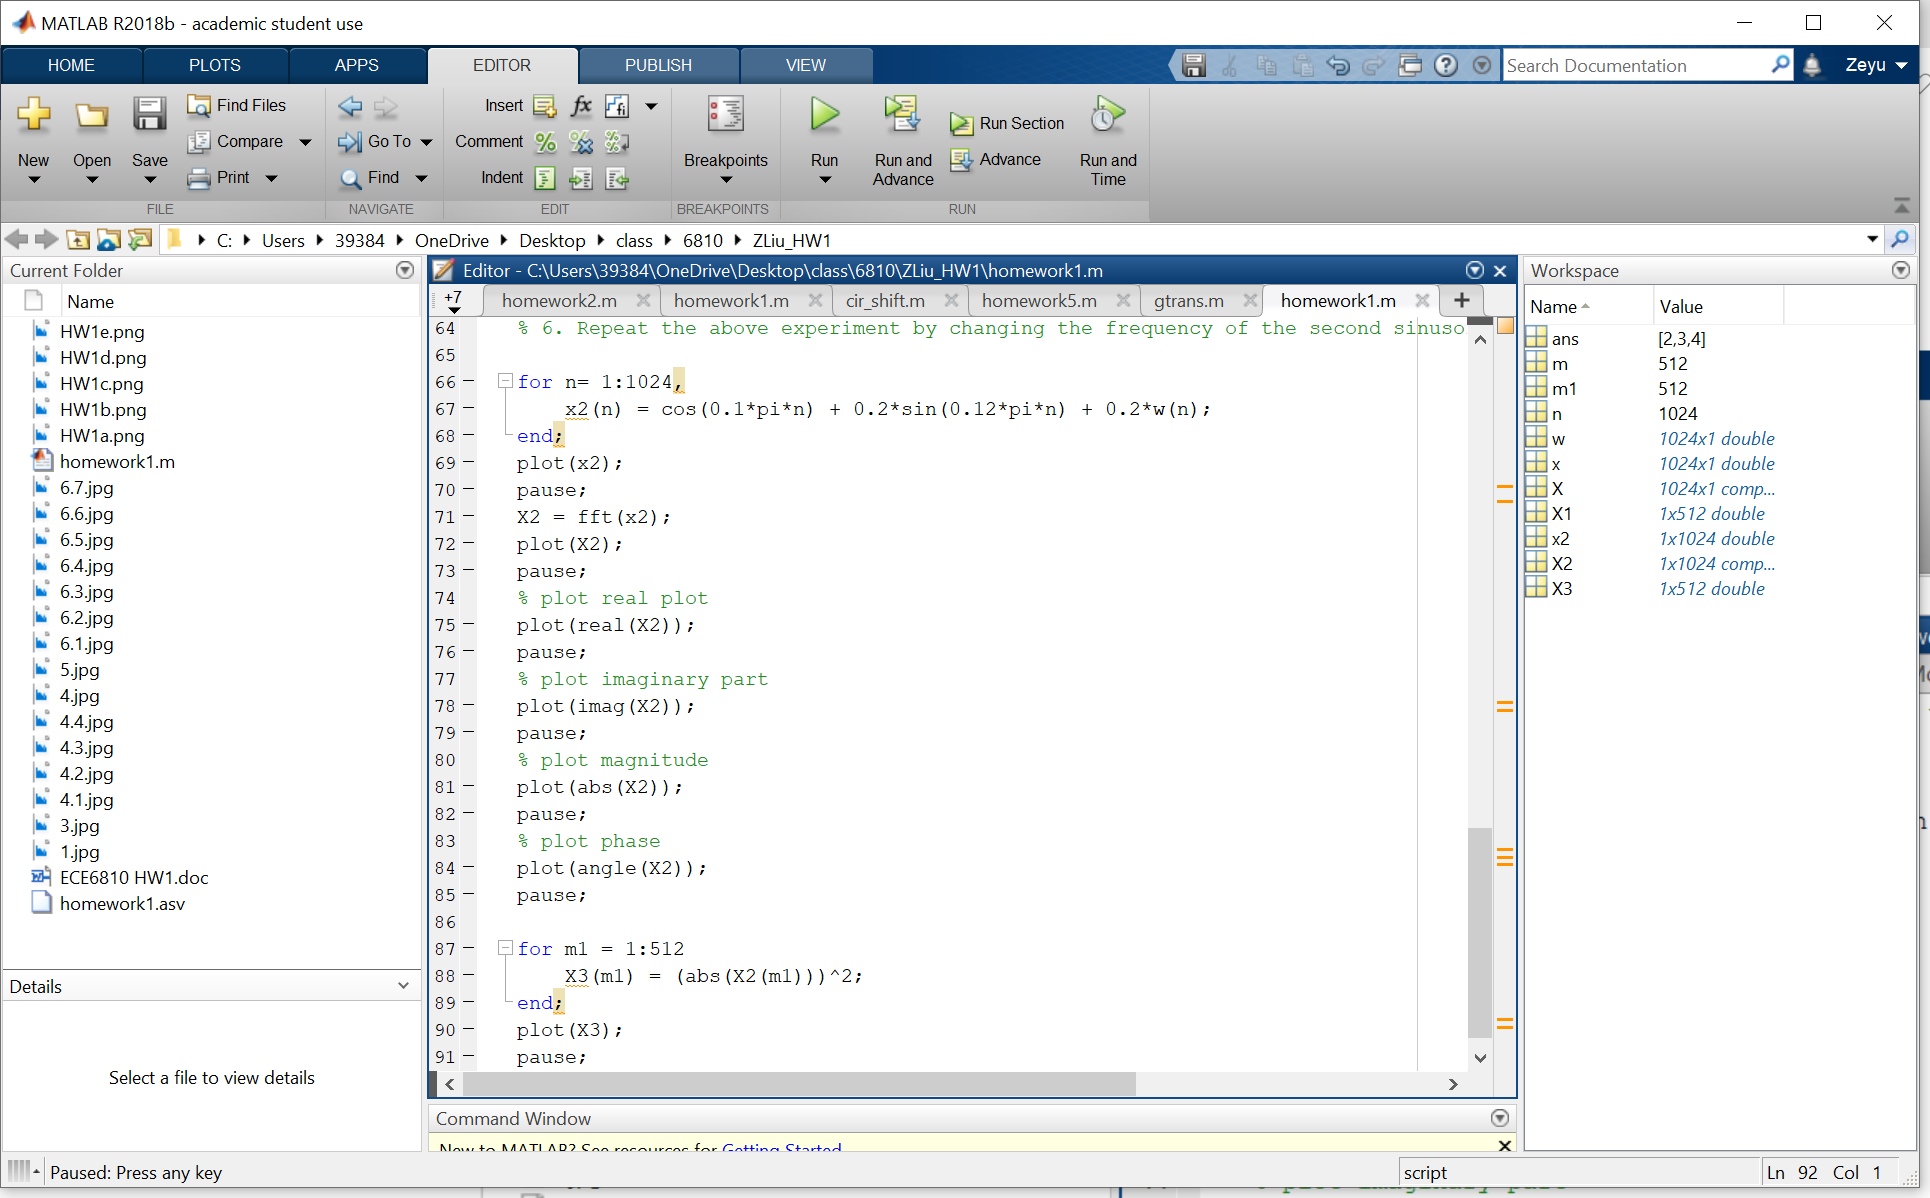 MATLAB R2018b - academic student use
HOME PLOTS APPS EDITOR PUBLISH VIEW Search Documentation Zeyu
New Open Save Find Files Compare Print
Go To Find
Insert Comment Indent
Breakpoints
Run Run and Advance Run Section Advance Run and Time
FILE NAVIGATE EDIT BREAKPOINTS RUN
C: Users 39384 OneDrive Desktop class 6810 ZLiu_HW1
Current Folder
Name
HW1e.png
HW1d.png
HW1c.png
HW1b.png
HW1a.png
homework1.m
6.7.jpg
6.6.jpg
6.5.jpg
6.4.jpg
6.3.jpg
6.2.jpg
6.1.jpg
5.jpg
4.jpg
4.4.jpg
4.3.jpg
4.2.jpg
4.1.jpg
3.jpg
1.jpg
ECE6810 HW1.doc
homework1.asv
Details
Select a file to view details
Editor - C:\Users\39384\OneDrive\Desktop\class\6810\ZLiu_HW1\homework1.m
+7 homework2.m homework1.m cir_shift.m homework5.m gtrans.m homework1.m
64 % 6. Repeat the above experiment by changing the frequency of the second sinuso
65
66 for n= 1:1024,
67 x2(n) = cos(0.1*pi*n) + 0.2*sin(0.12*pi*n) + 0.2*w(n);
68 end;
69 plot(x2);
70 pause;
71 X2 = fft(x2);
72 plot(X2);
73 pause;
74 % plot real plot
75 plot(real(X2));
76 pause;
77 % plot imaginary part
78 plot(imag(X2));
79 pause;
80 % plot magnitude
81 plot(abs(X2));
82 pause;
83 % plot phase
84 plot(angle(X2));
85 pause;
86
87 for m1 = 1:512
88 X3(m1) = (abs(X2(m1)))^2;
89 end;
90 plot(X3);
91 pause;
Command Window
New to MATLAB? See resources for Getting Started
Workspace
Name Value
ans [2,3,4]
m 512
m1 512
n 1024
w 1024x1 double
x 1024x1 double
X 1024x1 comp...
X1 1x512 double
x2 1x1024 double
X2 1x1024 comp...
X3 1x512 double
Paused: Press any key script Ln 92 Col 1